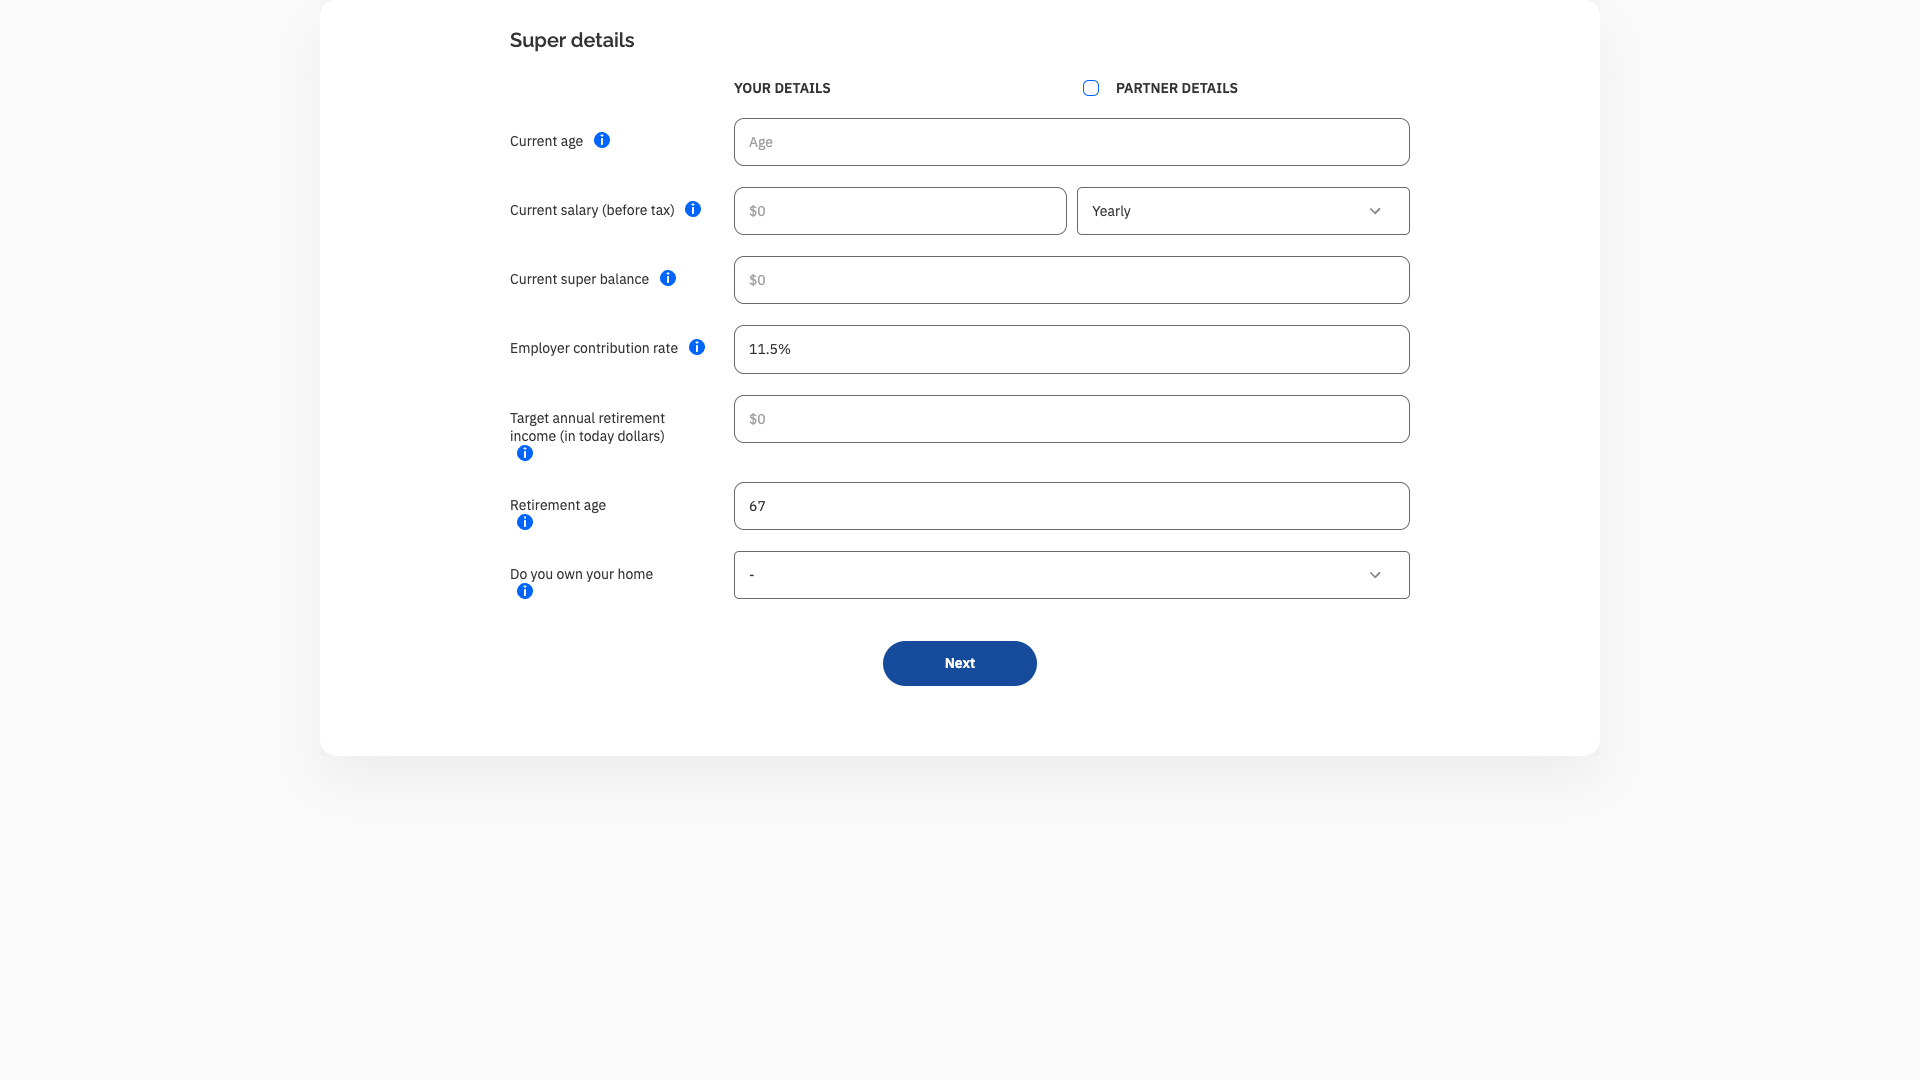 Super details
YOUR DETAILS
PARTNER DETAILS
Current age
Age
Current salary (before tax)
$0
Yearly
Current super balance
$0
Employer contribution rate
11.5%
Target annual retirement
income (in today dollars)
$0
Retirement age
67
Do you own your home
-
Next